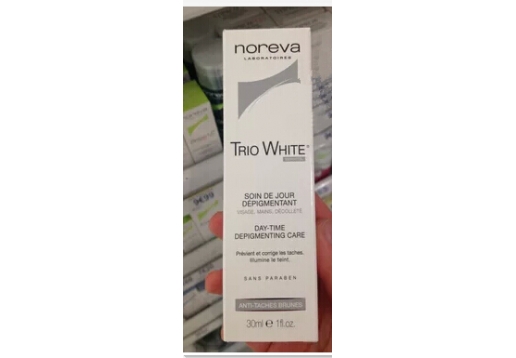 noreva
LABORATOIRES
TRIO WHITE
SOIN DE JOUR
DÉPIGMENTANT
VISAGE, MAINS, DÉCOLLETÉ
DAY-TIME
DEPIGMENTING CARE
Prévient et corrige les taches.
Illumine le teint.
SANS PARABEN
ANTI-TACHES BRUNES
30ml e 1fl.oz.